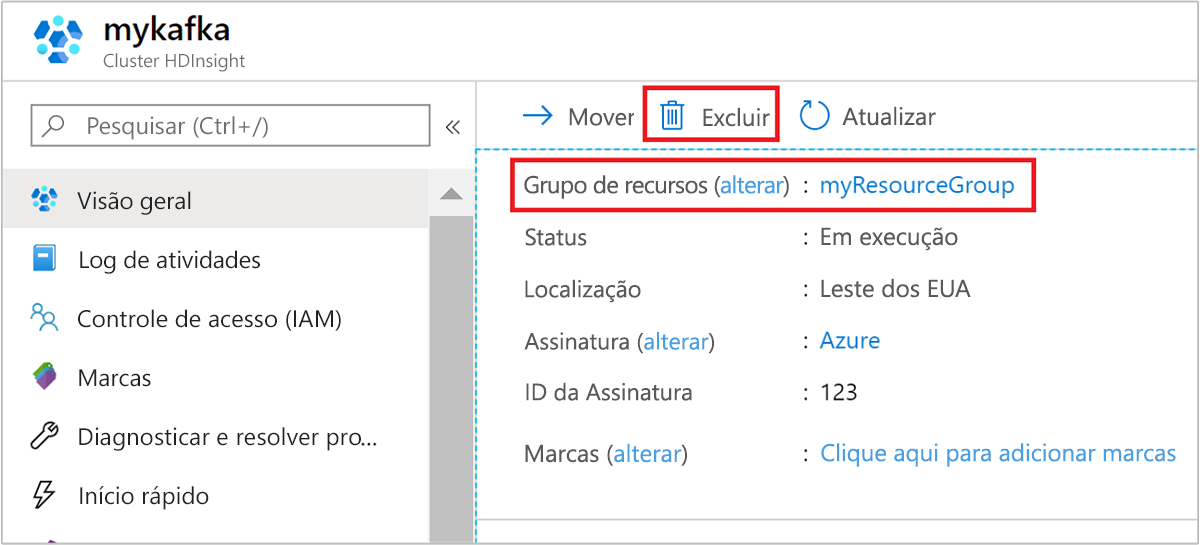 mykafka
Cluster HDInsight
Pesquisar (Ctrl+/)
«
Visão geral
Log de atividades
Controle de acesso (IAM)
Marcas
Diagnosticar e resolver pro...
Início rápido
Mover Excluir Atualizar
Grupo de recursos (alterar) : myResourceGroup
Status : Em execução
Localização : Leste dos EUA
Assinatura (alterar) : Azure
ID da Assinatura : 123
Marcas (alterar) : Clique aqui para adicionar marcas